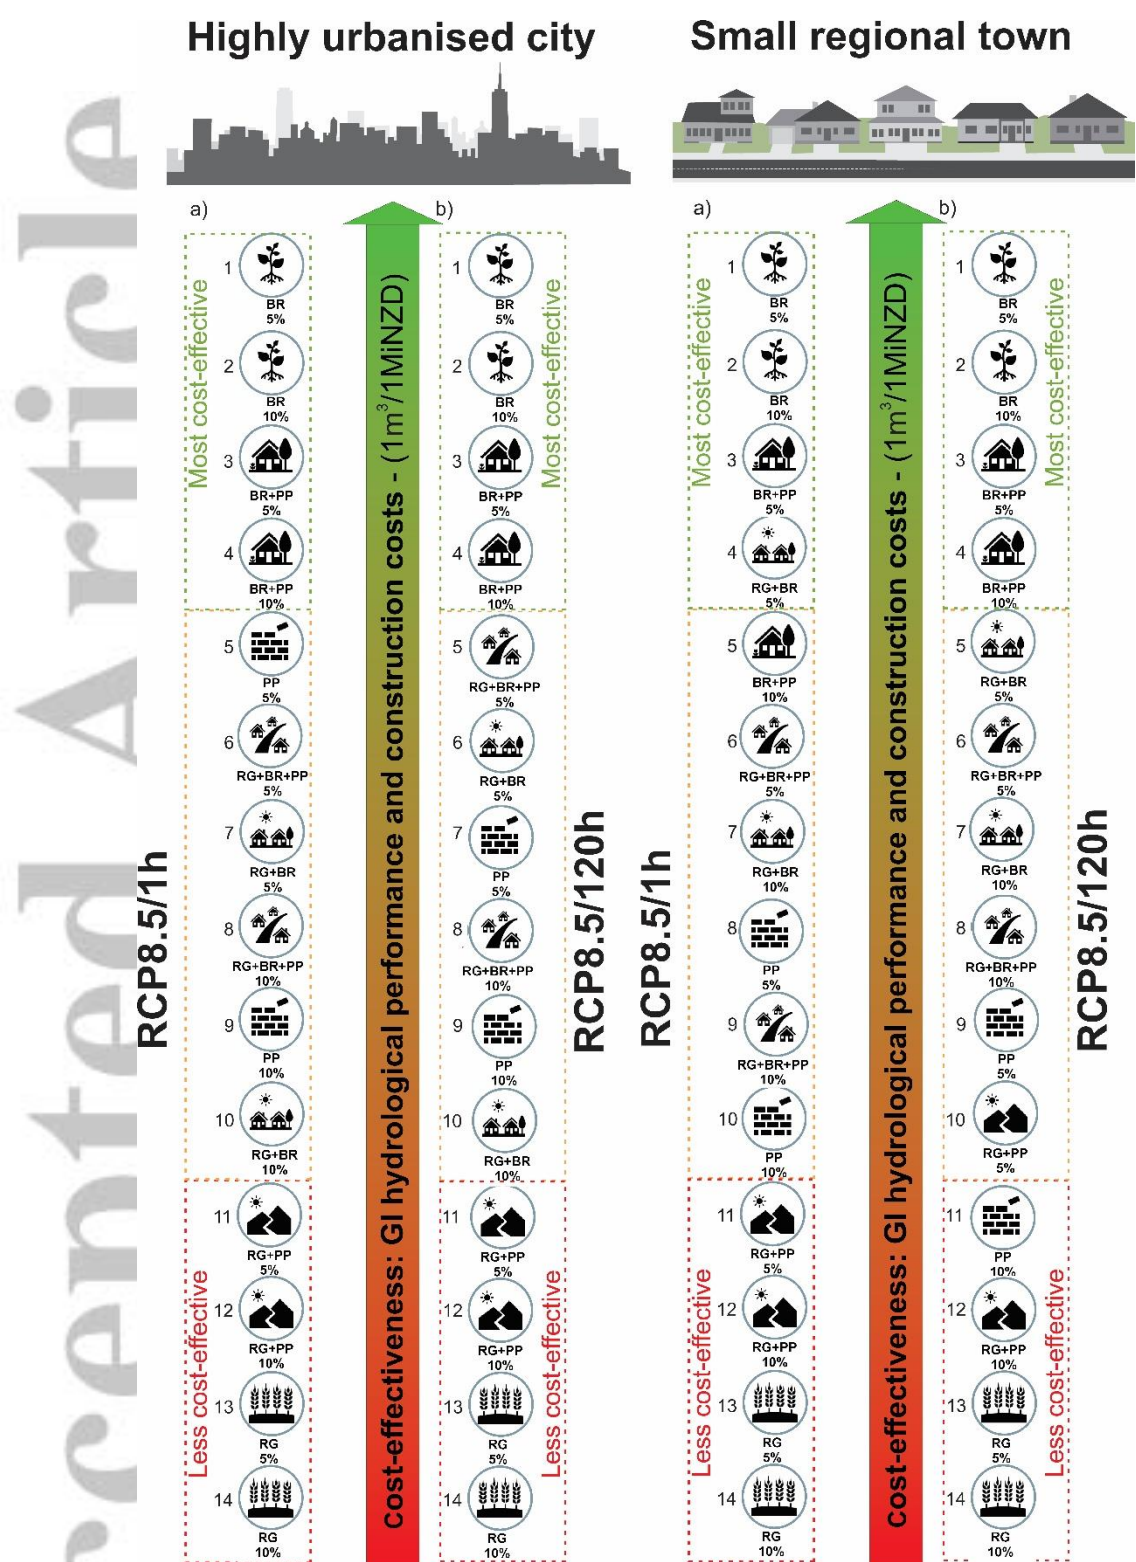 Highly urbanised city
Small regional town
a)
b)
a)
b)
Accepted Article
RCP8.5/1h
Most cost-effective
Less cost-effective
1
BR
5%
2
BR
10%
3
BR+PP
5%
4
BR+PP
10%
5
PP
5%
6
RG+BR+PP
5%
7
RG+BR
5%
8
RG+BR+PP
10%
9
PP
10%
10
RG+BR
10%
11
RG+PP
5%
12
RG+PP
10%
13
RG
5%
14
RG
10%
Cost-effectiveness: GI hydrological performance and construction costs - (1m³/1MiNZD)
1
BR
5%
2
BR
10%
3
BR+PP
5%
4
BR+PP
10%
5
RG+BR+PP
5%
6
RG+BR
5%
7
PP
5%
8
RG+BR+PP
10%
9
PP
10%
10
RG+BR
10%
11
RG+PP
5%
12
RG+PP
10%
13
RG
5%
14
RG
10%
Most cost-effective
Less cost-effective
RCP8.5/120h
RCP8.5/1h
Most cost-effective
Less cost-effective
1
BR
5%
2
BR
10%
3
BR+PP
5%
4
RG+BR
5%
5
BR+PP
10%
6
RG+BR+PP
5%
7
RG+BR
10%
8
PP
5%
9
RG+BR+PP
10%
10
PP
10%
11
RG+PP
5%
12
RG+PP
10%
13
RG
5%
14
RG
10%
Cost-effectiveness: GI hydrological performance and construction costs - (1m³/1MiNZD)
1
BR
5%
2
BR
10%
3
BR+PP
5%
4
BR+PP
10%
5
RG+BR
5%
6
RG+BR+PP
5%
7
RG+BR
10%
8
RG+BR+PP
10%
9
PP
5%
10
RG+PP
5%
11
PP
10%
12
RG+PP
10%
13
RG
5%
14
RG
10%
Most cost-effective
Less cost-effective
RCP8.5/120h